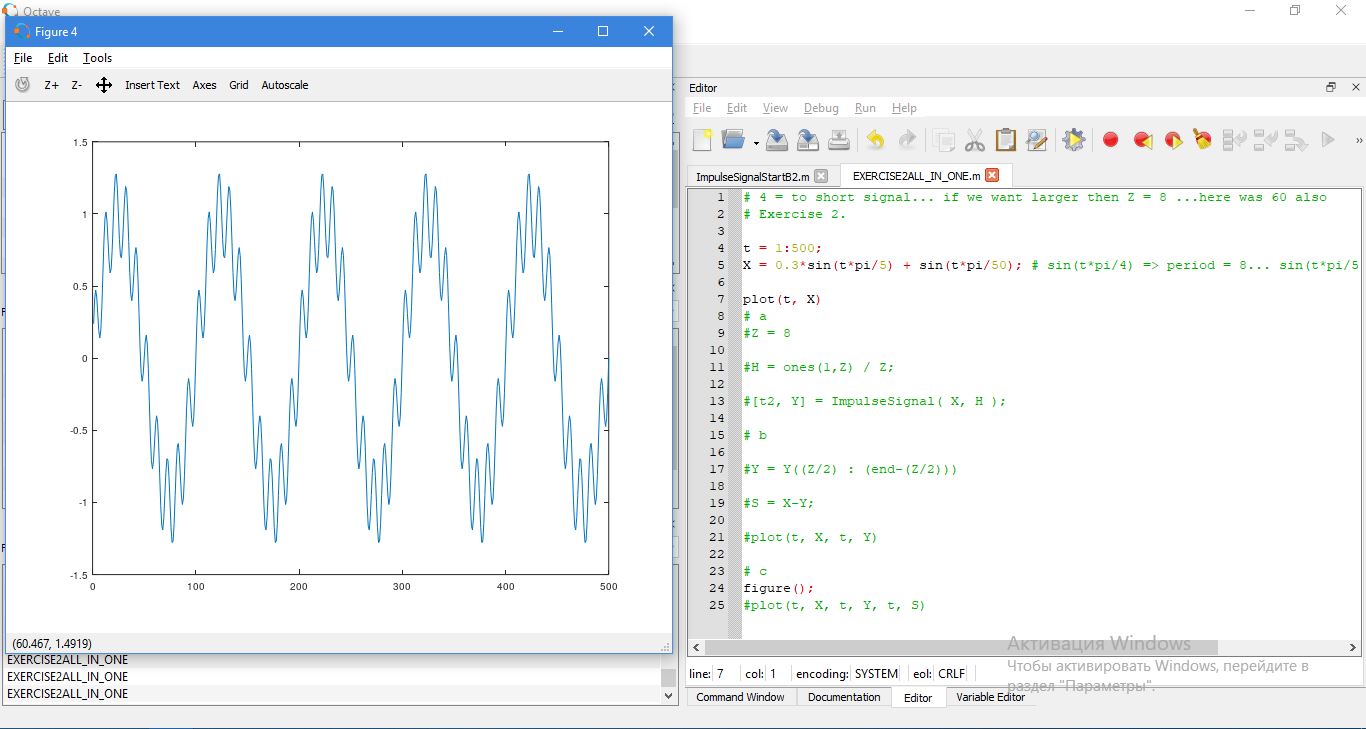 Octave
Figure 4
File Edit Tools
Z+ Z- Insert Text Axes Grid Autoscale
1.5
1
0.5
0
-0.5
-1
-1.5
0 100 200 300 400 500
(60.467, 1.4919)
EXERCISE2ALL_IN_ONE
EXERCISE2ALL_IN_ONE
EXERCISE2ALL_IN_ONE
Editor
File Edit View Debug Run Help
ImpulseSignalStartB2.m EXERCISE2ALL_IN_ONE.m
1 # 4 = to short signal... if we want larger then Z = 8 ...here was 60 also
2 # Exercise 2.
3
4 t = 1:500;
5 X = 0.3*sin(t*pi/5) + sin(t*pi/50); # sin(t*pi/4) => period = 8... sin(t*pi/5
6
7 plot(t, X)
8 # a
9 #Z = 8
10
11 #H = ones(1,Z) / Z;
12
13 #[t2, Y] = ImpulseSignal( X, H );
14
15 # b
16
17 #Y = Y((Z/2) : (end-(Z/2)))
18
19 #S = X-Y;
20
21 #plot(t, X, t, Y)
22
23 # c
24 figure();
25 #plot(t, X, t, Y, t, S)
Активация Windows
Чтобы активировать Windows, перейдите в
раздел "Параметры".
line: 7 col: 1 encoding: SYSTEM eol: CRLF
Command Window Documentation Editor Variable Editor